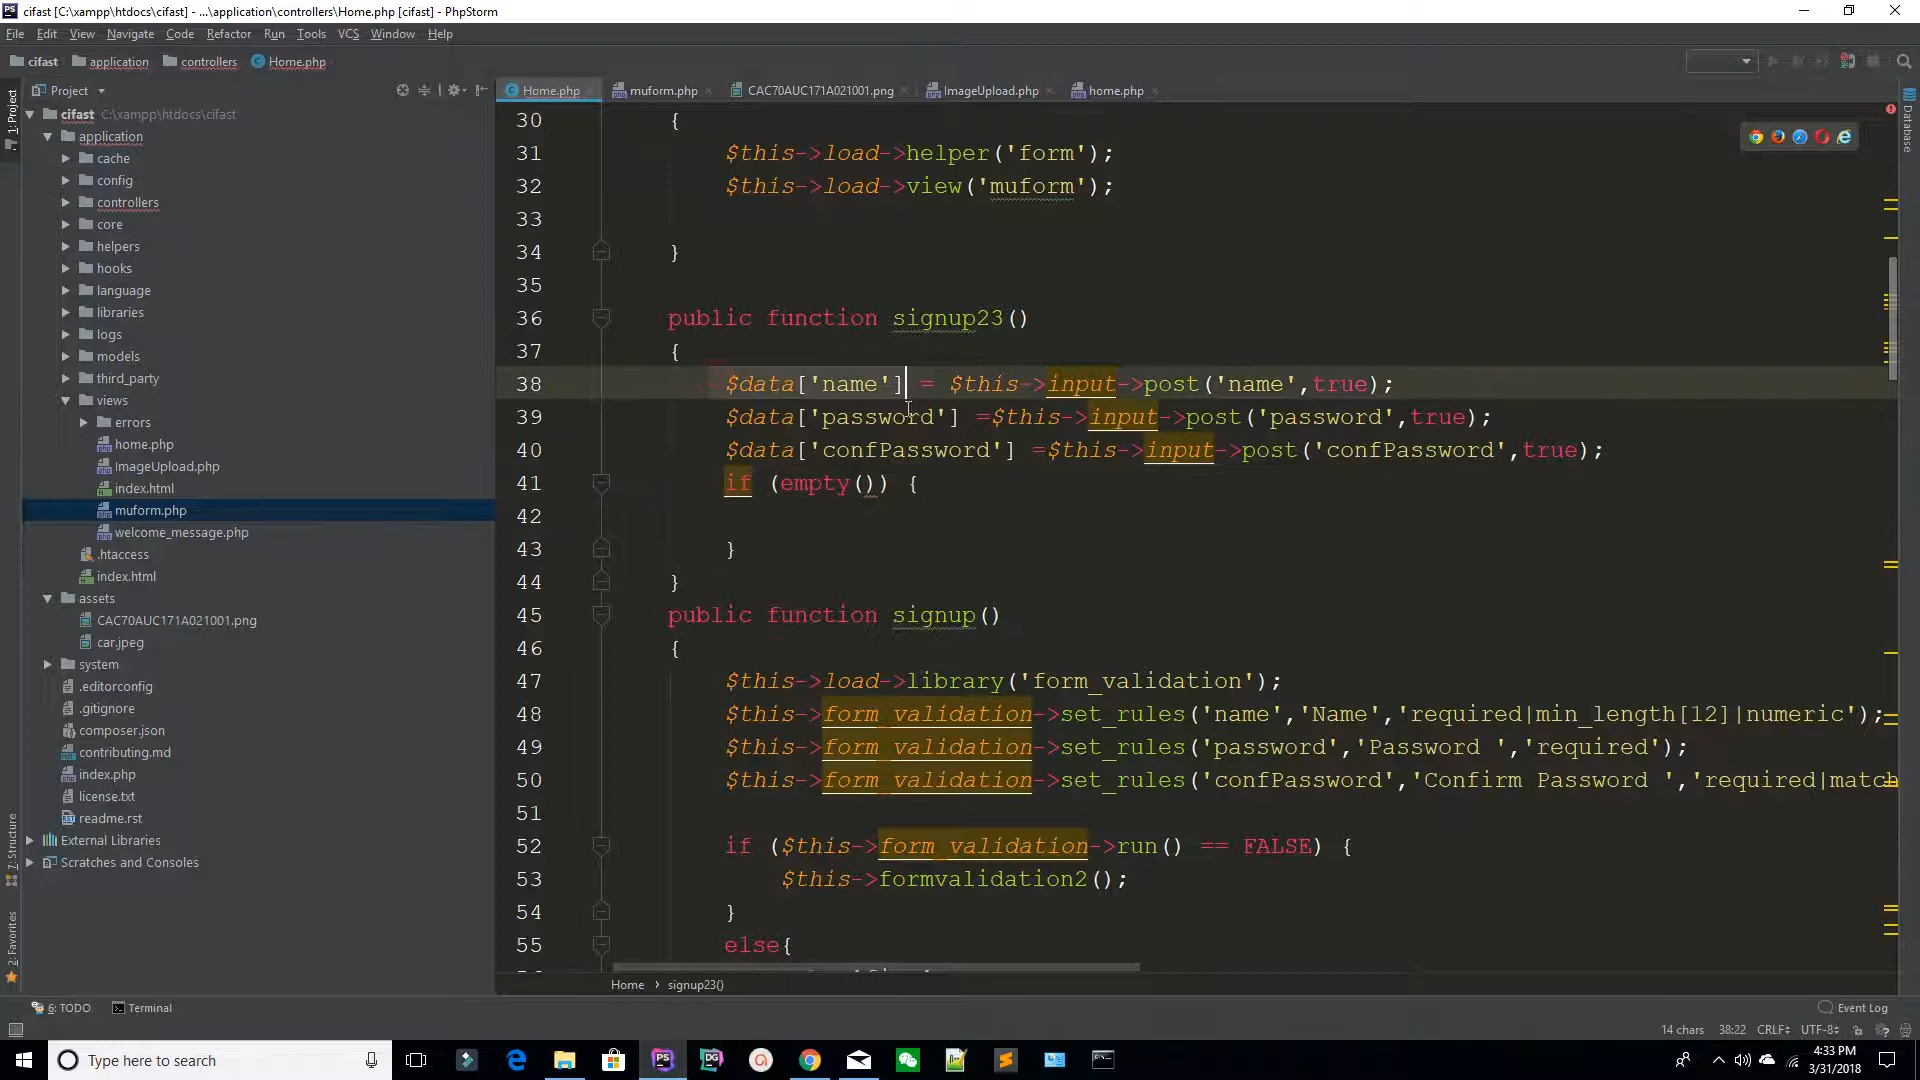 cifast [C:\xampp\htdocs\cifast] - ...\application\controllers\Home.php [cifast] - PhpStorm
File Edit View Navigate Code Refactor Run Tools VCS Window Help
cifast application controllers Home.php
Project
Home.php muform.php CAC70AUC171A021001.png ImageUpload.php home.php
1: Project
7: Structure
2: Favorites
Database
cifast C:\xampp\htdocs\cifast
application
cache
config
controllers
core
helpers
hooks
language
libraries
logs
models
third_party
views
errors
home.php
ImageUpload.php
index.html
muform.php
welcome_message.php
.htaccess
index.html
assets
CAC70AUC171A021001.png
car.jpeg
system
.editorconfig
.gitignore
composer.json
contributing.md
index.php
license.txt
readme.rst
External Libraries
Scratches and Consoles
30 {
31 $this->load->helper('form');
32 $this->load->view('muform');
33
34 }
35
36 public function signup23()
37 {
38 $data['name'] = $this->input->post('name',true);
39 $data['password'] =$this->input->post('password',true);
40 $data['confPassword'] =$this->input->post('confPassword',true);
41 if (empty()) {
42
43 }
44 }
45 public function signup()
46 {
47 $this->load->library('form_validation');
48 $this->form_validation->set_rules('name','Name','required|min_length[12]|numeric');
49 $this->form_validation->set_rules('password','Password ','required');
50 $this->form_validation->set_rules('confPassword','Confirm Password ','required|match
51
52 if ($this->form_validation->run() == FALSE) {
53 $this->formvalidation2();
54 }
55 else{
Home › signup23()
6: TODO Terminal Event Log
14 chars 38:22 CRLF UTF-8
Type here to search
4:33 PM
3/31/2018